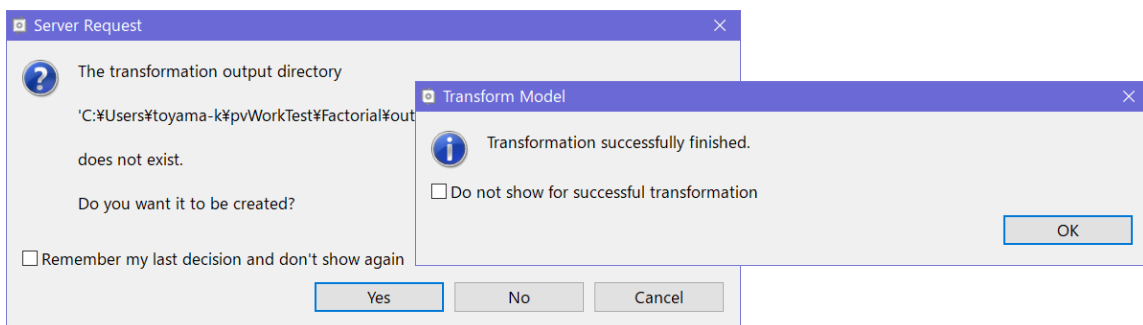 Server Request
The transformation output directory
'C:¥Users¥toyama-k¥pvWorkTest¥Factorial¥out
does not exist.
Do you want it to be created?
Remember my last decision and don't show again
Yes
No
Cancel
Transform Model
Transformation successfully finished.
Do not show for successful transformation
OK